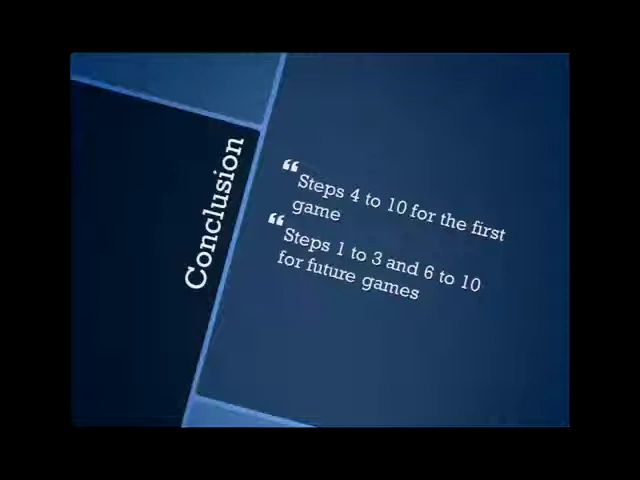 Conclusion
“ Steps 4 to 10 for the first
game
“ Steps 1 to 3 and 6 to 10
for future games